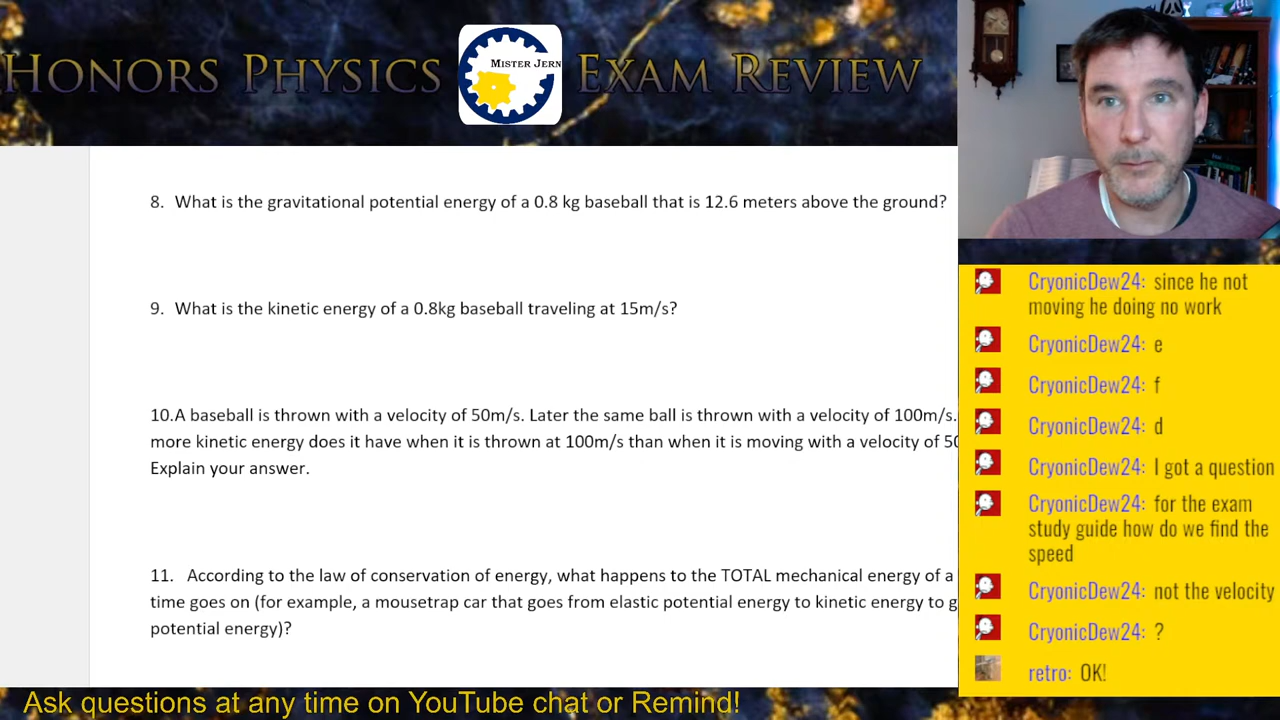 HONORS PHYSICS
MISTER JERN
EXAM REVIEW
8. What is the gravitational potential energy of a 0.8 kg baseball that is 12.6 meters above the ground?
9. What is the kinetic energy of a 0.8kg baseball traveling at 15m/s?
10.A baseball is thrown with a velocity of 50m/s. Later the same ball is thrown with a velocity of 100m/s.
more kinetic energy does it have when it is thrown at 100m/s than when it is moving with a velocity of 50
Explain your answer.
11. According to the law of conservation of energy, what happens to the TOTAL mechanical energy of a
time goes on (for example, a mousetrap car that goes from elastic potential energy to kinetic energy to g
potential energy)?
CryonicDew24: since he not
moving he doing no work
CryonicDew24: e
CryonicDew24: f
CryonicDew24: d
CryonicDew24: I got a question
CryonicDew24: for the exam
study guide how do we find the
speed
CryonicDew24: not the velocity
CryonicDew24: ?
retro: OK!
Ask questions at any time on YouTube chat or Remind!